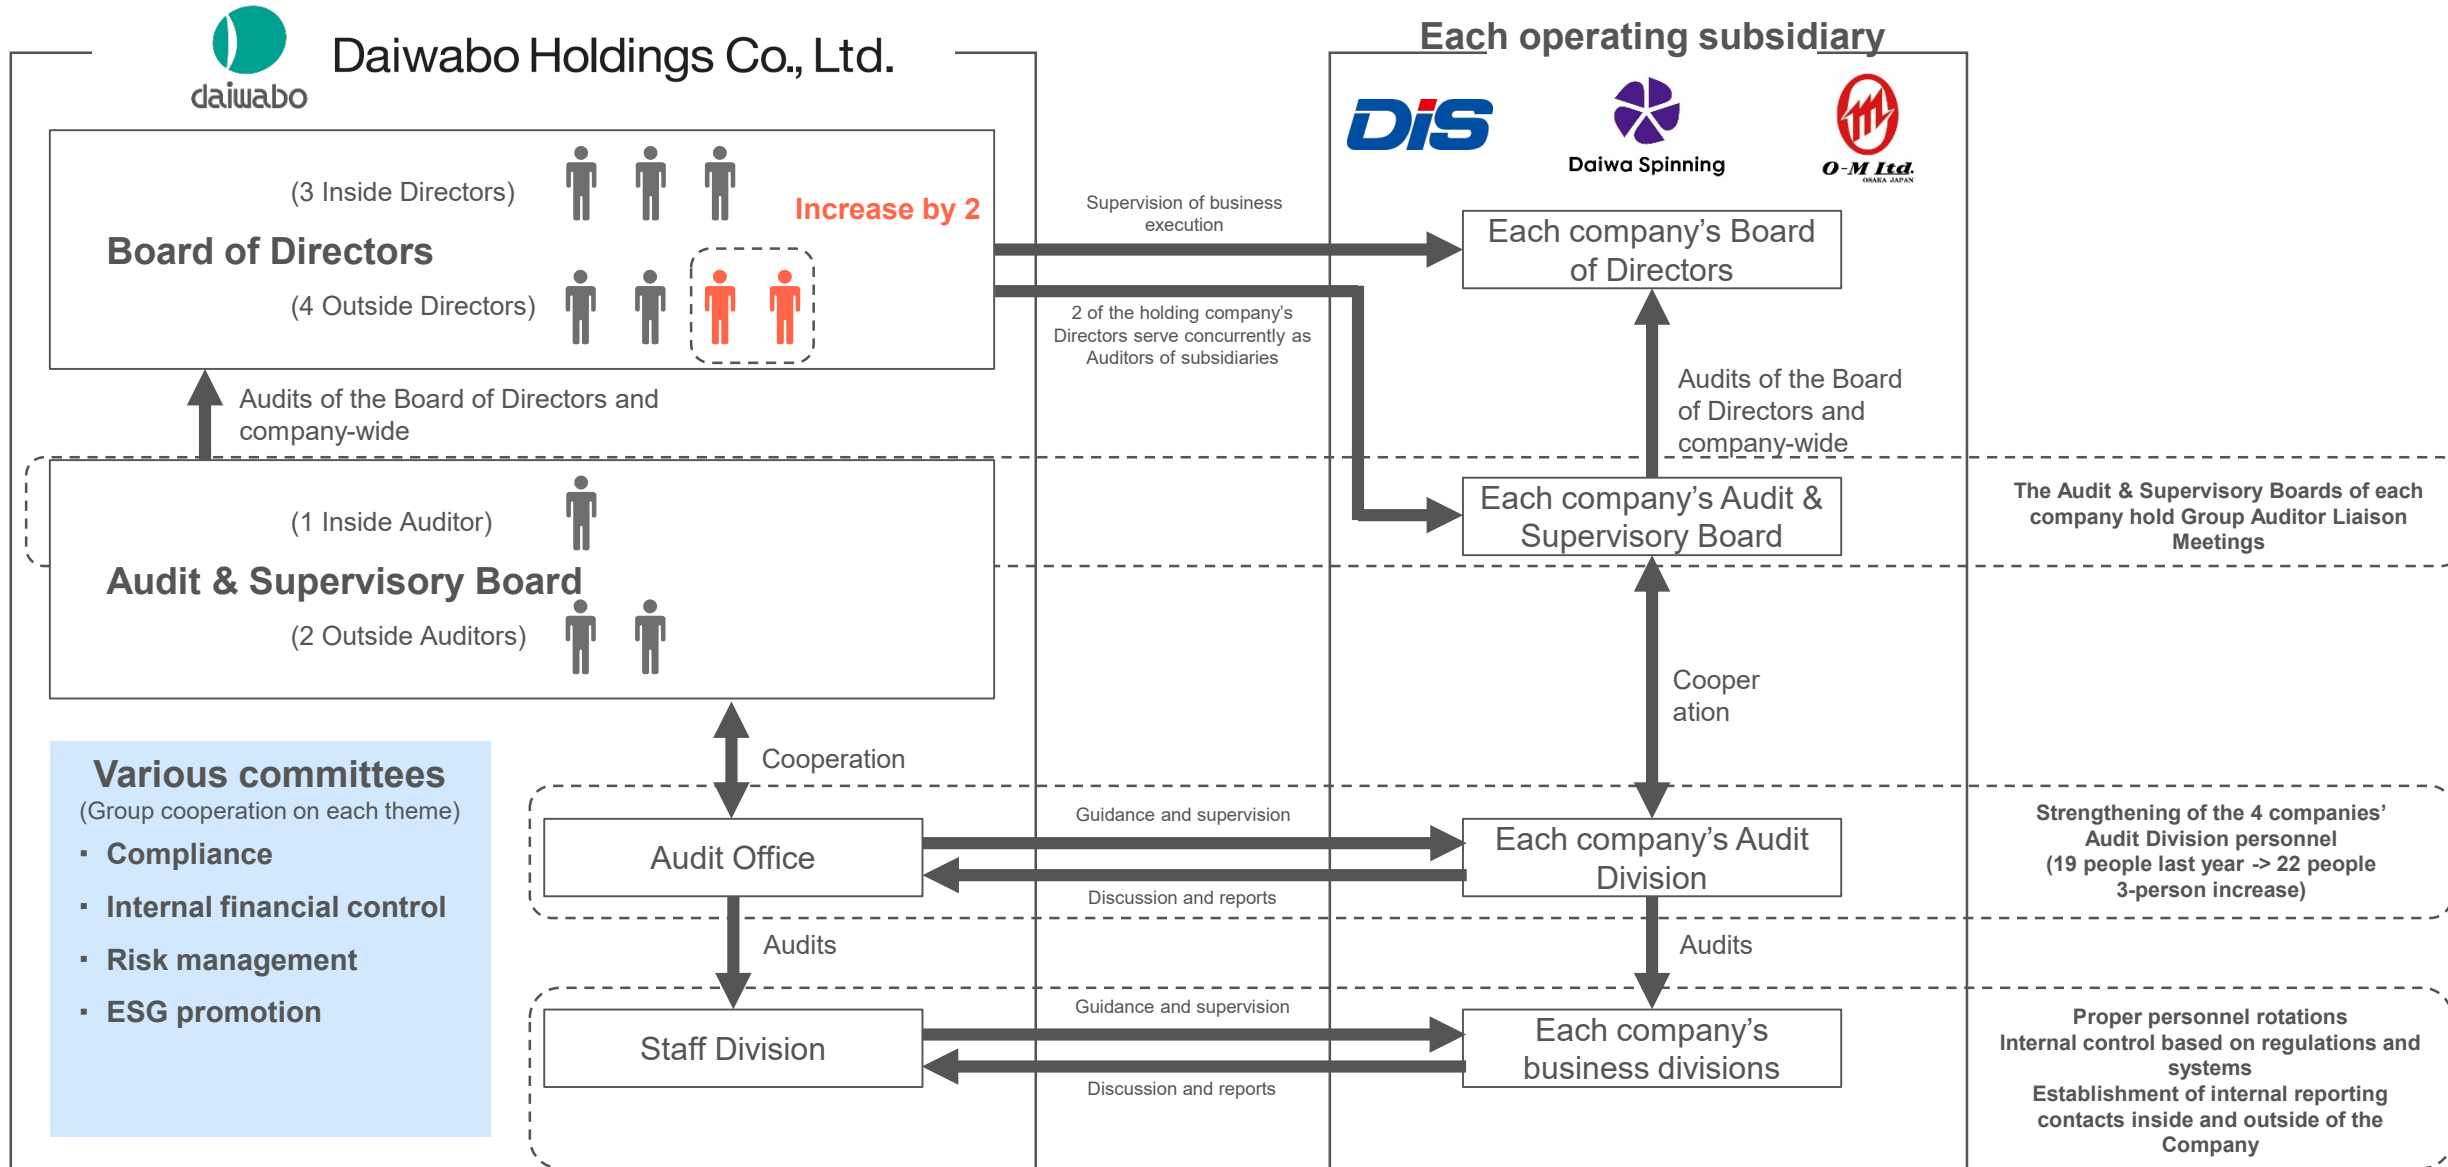 daiwabo
Daiwabo Holdings Co., Ltd.
(3 Inside Directors)
Increase by 2
Board of Directors
(4 Outside Directors)
Audits of the Board of Directors and
company-wide
(1 Inside Auditor)
Audit & Supervisory Board
(2 Outside Auditors)
Cooperation
Various committees
(Group cooperation on each theme)
▪ Compliance
▪ Internal financial control
▪ Risk management
▪ ESG promotion
Audit Office
Audits
Staff Division
Supervision of business
execution
2 of the holding company’s
Directors serve concurrently as
Auditors of subsidiaries
Guidance and supervision
Discussion and reports
Guidance and supervision
Discussion and reports
Each operating subsidiary
DiS
Daiwa Spinning
O-M Ltd.
OSAKA JAPAN
Each company’s Board
of Directors
Audits of the Board
of Directors and
company-wide
Each company’s Audit &
Supervisory Board
Cooper
ation
Each company’s Audit
Division
Audits
Each company’s
business divisions
The Audit & Supervisory Boards of each
company hold Group Auditor Liaison
Meetings
Strengthening of the 4 companies’
Audit Division personnel
(19 people last year -> 22 people
3-person increase)
Proper personnel rotations
Internal control based on regulations and
systems
Establishment of internal reporting
contacts inside and outside of the
Company